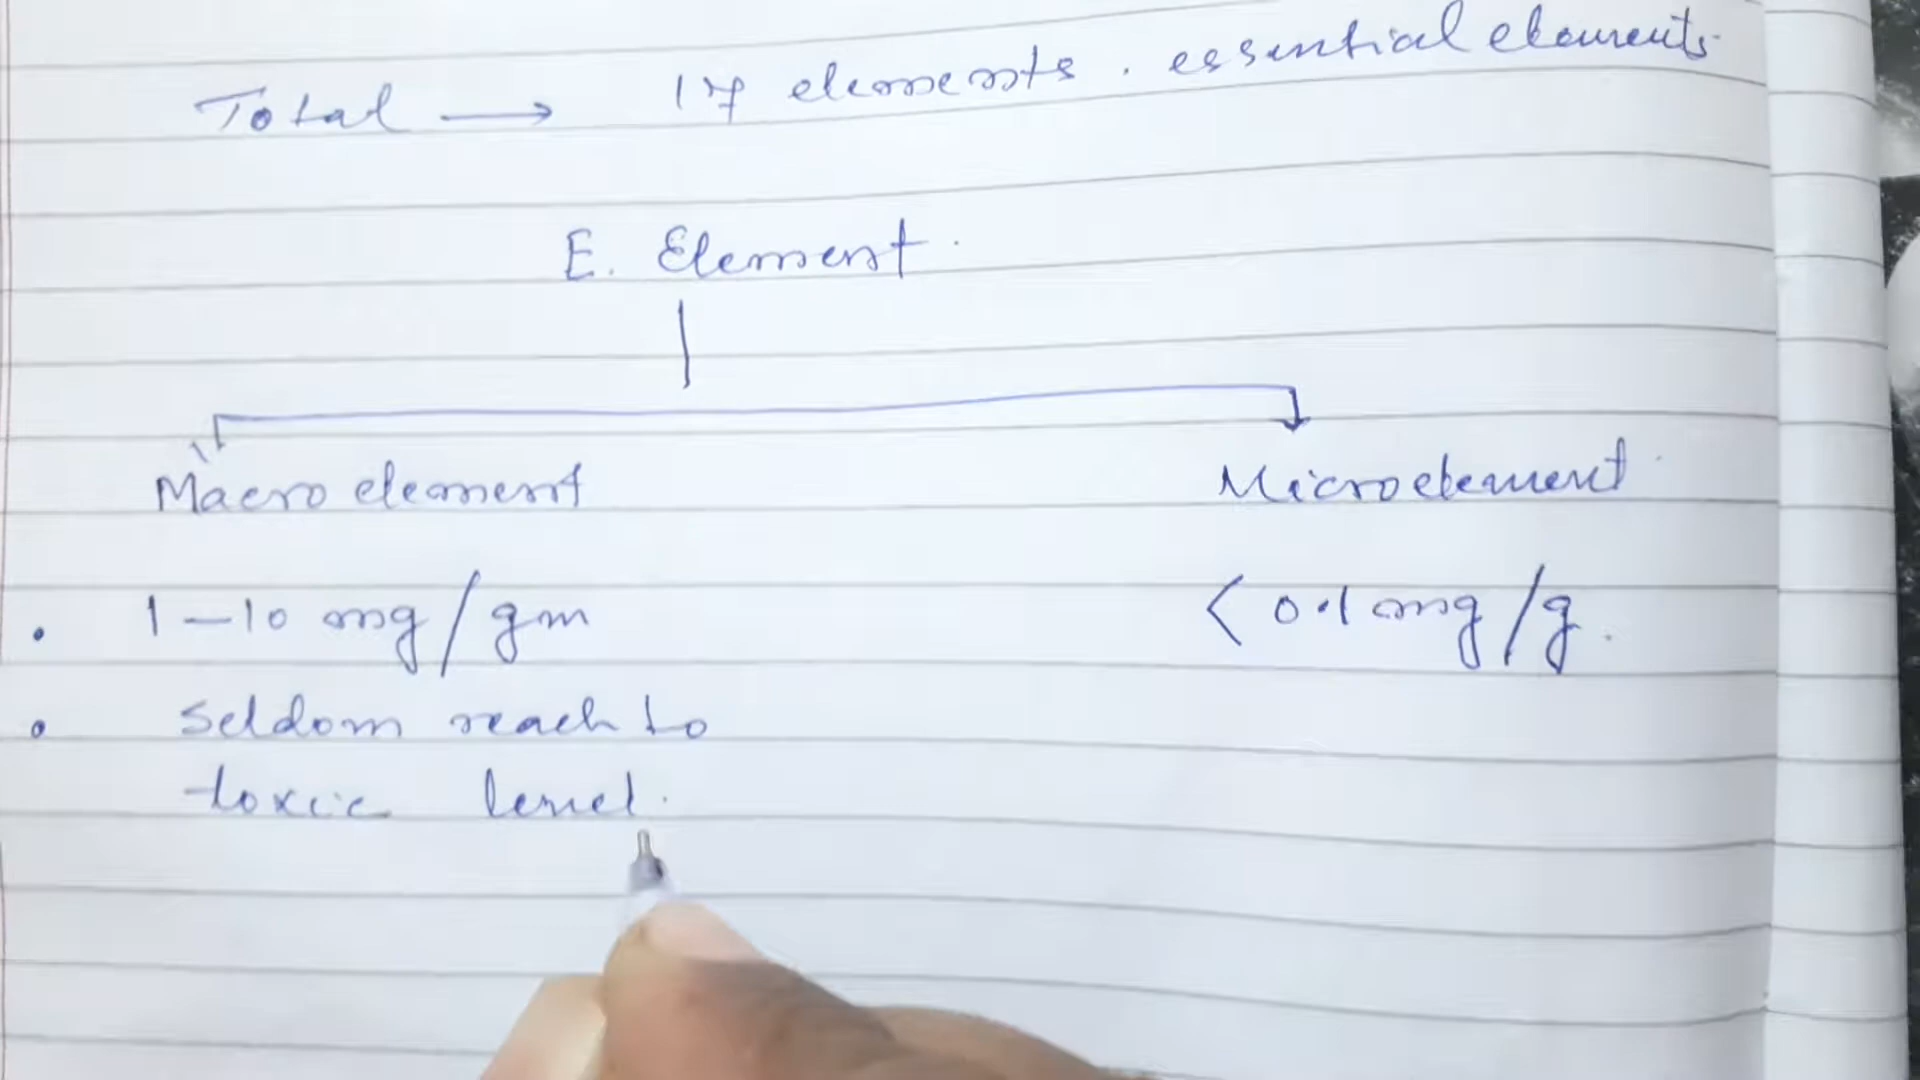 Total → 17 elements. essential elements.
E. Element.
Macro element
Microelement
• 1-10 mg/gm
< 0.1 mg/g.
• Seldom reach to
toxic level.